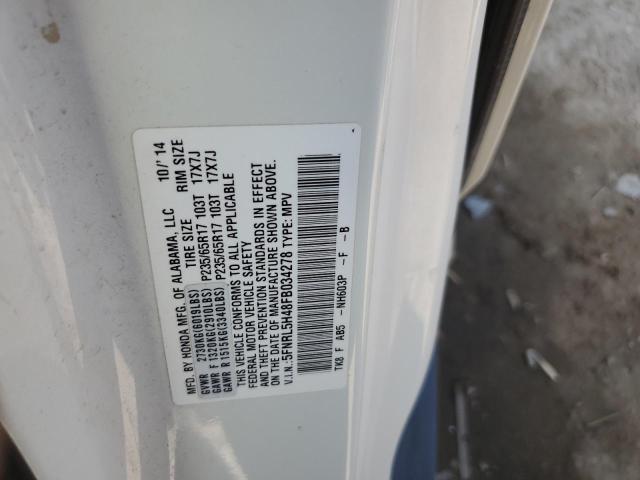 MFD. BY HONDA MFG. OF ALABAMA, LLC 10/'14
TIRE SIZE RIM SIZE
GVWR 2730KG(6019LBS)
GAWR F 1320KG(2910LBS) P235/65R17 103T 17X7J
GAWR R 1515KG(3340LBS) P235/65R17 103T 17X7J
THIS VEHICLE CONFORMS TO ALL APPLICABLE
FEDERAL MOTOR VEHICLE SAFETY
AND THEFT PREVENTION STANDARDS IN EFFECT
ON THE DATE OF MANUFACTURE SHOWN ABOVE.
V.I.N.: 5FNRL5H48FB034278 TYPE: MPV
TK8 F AB5 - NH603P - F - B